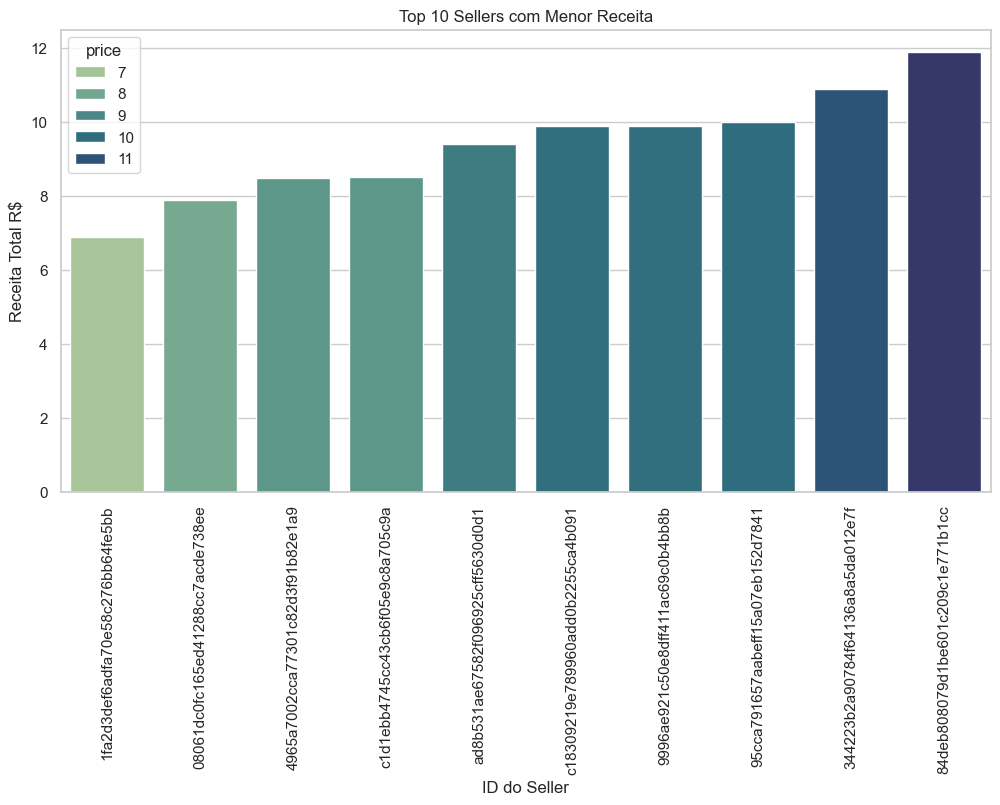 Top 10 Sellers com Menor Receita
price
7
8
9
10
11
Receita Total R$
12
10
8
6
4
2
0
1fa2d3def6adfa70e58c276bb64fe5bb
08061dc0fc165ed41288cc7acde738ee
4965a7002cca77301c82d3f91b82e1a9
c1d1ebb4745cc43cb6f05e9c8a705c9a
ad8b531ae67582f096925cff5630d0d1
c18309219e789960add0b2255ca4b091
9996ae921c50e8dff411ac69c0b4bb8b
95cca791657aabeff15a07eb152d7841
344223b2a90784f64136a8a5da012e7f
84deb808079d1be601c209c1e771b1cc
ID do Seller